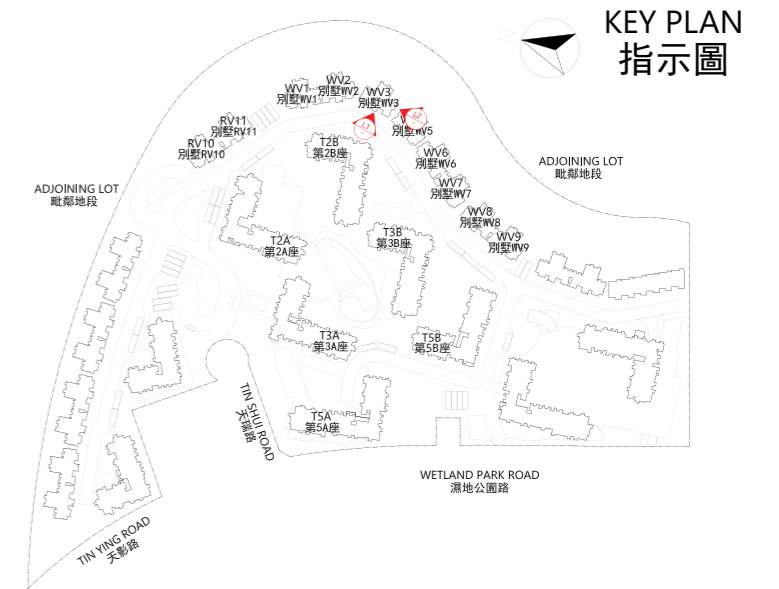 KEY PLAN
指示圖
WV1
別墅WV1
WV2
別墅WV2
WV3
別墅WV3
L1
L2
別墅WV5
RV11
別墅RV11
RV10
別墅RV10
T2B
第2B座
WV6
別墅WV6
WV7
別墅WV7
WV8
別墅WV8
WV9
別墅WV9
ADJOINING LOT
毗鄰地段
ADJOINING LOT
毗鄰地段
T2A
第2A座
T3B
第3B座
T3A
第3A座
T5B
第5B座
T5A
第5A座
TIN SHUI ROAD
天瑞路
WETLAND PARK ROAD
濕地公園路
TIN YING ROAD
天影路